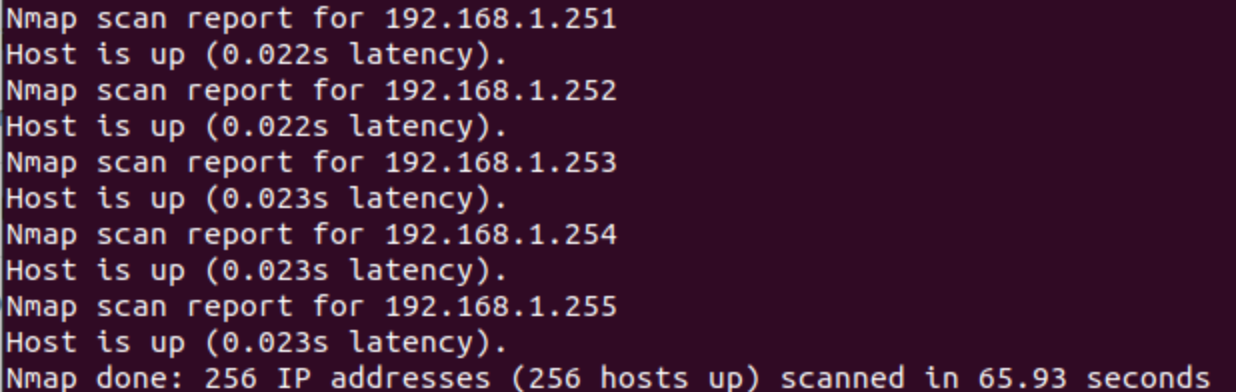 Nmap scan report for 192.168.1.251
Host is up (0.022s latency).
Nmap scan report for 192.168.1.252
Host is up (0.022s latency).
Nmap scan report for 192.168.1.253
Host is up (0.023s latency).
Nmap scan report for 192.168.1.254
Host is up (0.023s latency).
Nmap scan report for 192.168.1.255
Host is up (0.023s latency).
Nmap done: 256 IP addresses (256 hosts up) scanned in 65.93 seconds